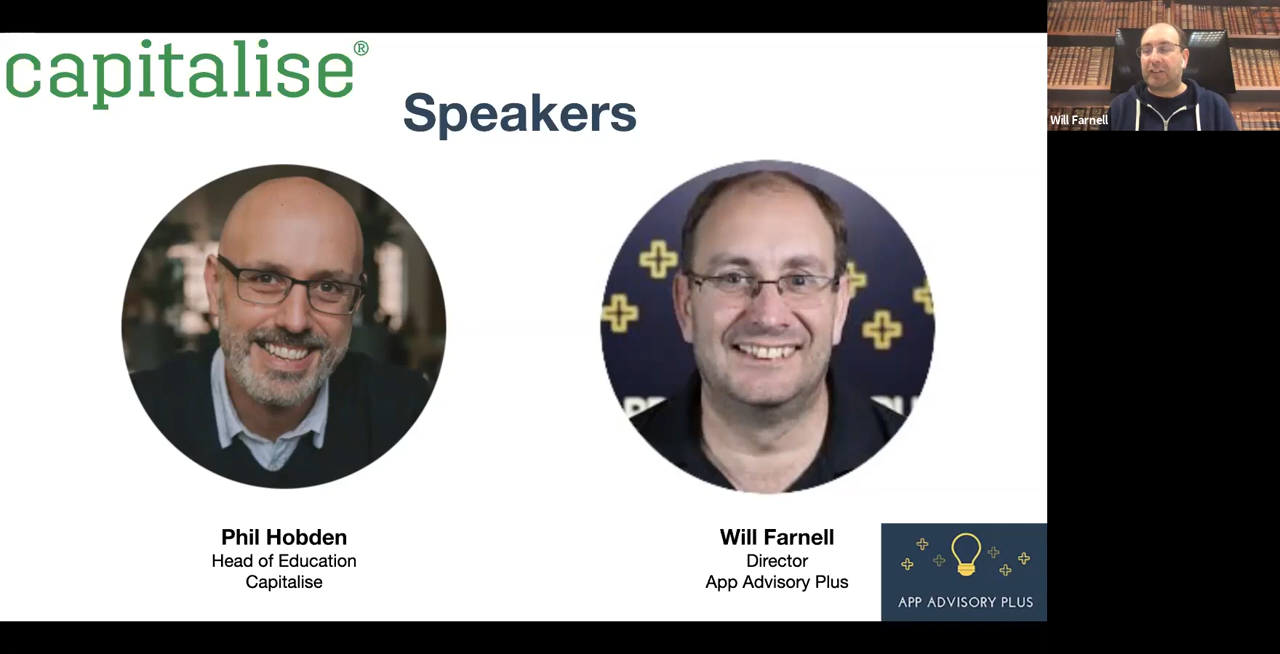 capitalise®
Speakers
Will Farnell
Phil Hobden
Head of Education
Capitalise
Will Farnell
Director
App Advisory Plus
APP ADVISORY PLUS